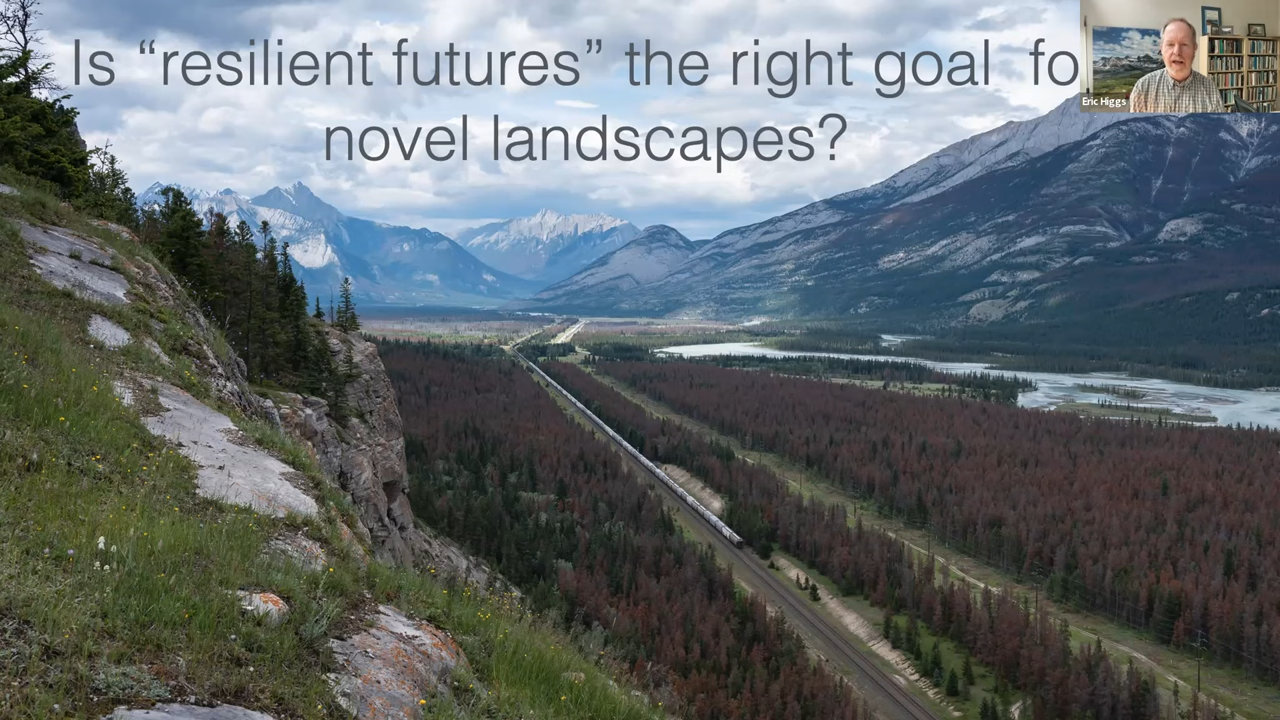 Is “resilient futures” the right goal fo
novel landscapes?
Eric Higgs